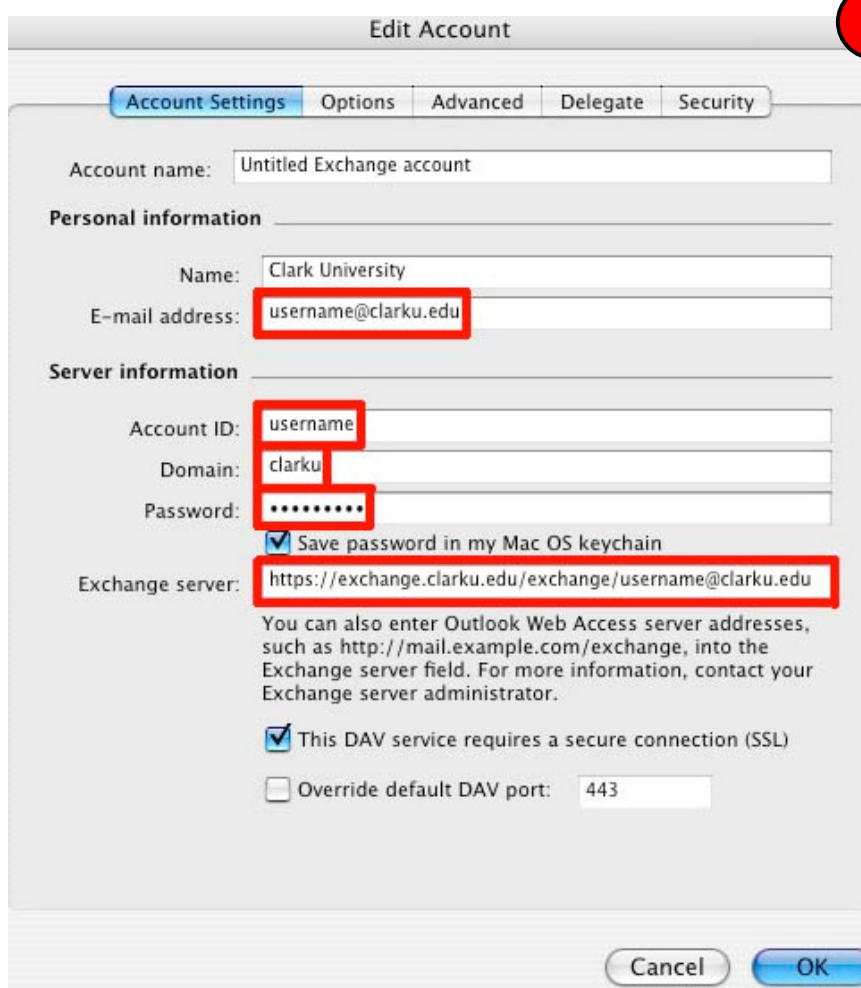 Edit Account
Account Settings Options Advanced Delegate Security
Account name: Untitled Exchange account
Personal information
Name: Clark University
E-mail address: username@clarku.edu
Server information
Account ID: username
Domain: clarku
Password: •••••••••
Save password in my Mac OS keychain
Exchange server: https://exchange.clarku.edu/exchange/username@clarku.edu
You can also enter Outlook Web Access server addresses,
such as http://mail.example.com/exchange, into the
Exchange server field. For more information, contact your
Exchange server administrator.
This DAV service requires a secure connection (SSL)
Override default DAV port: 443
Cancel OK